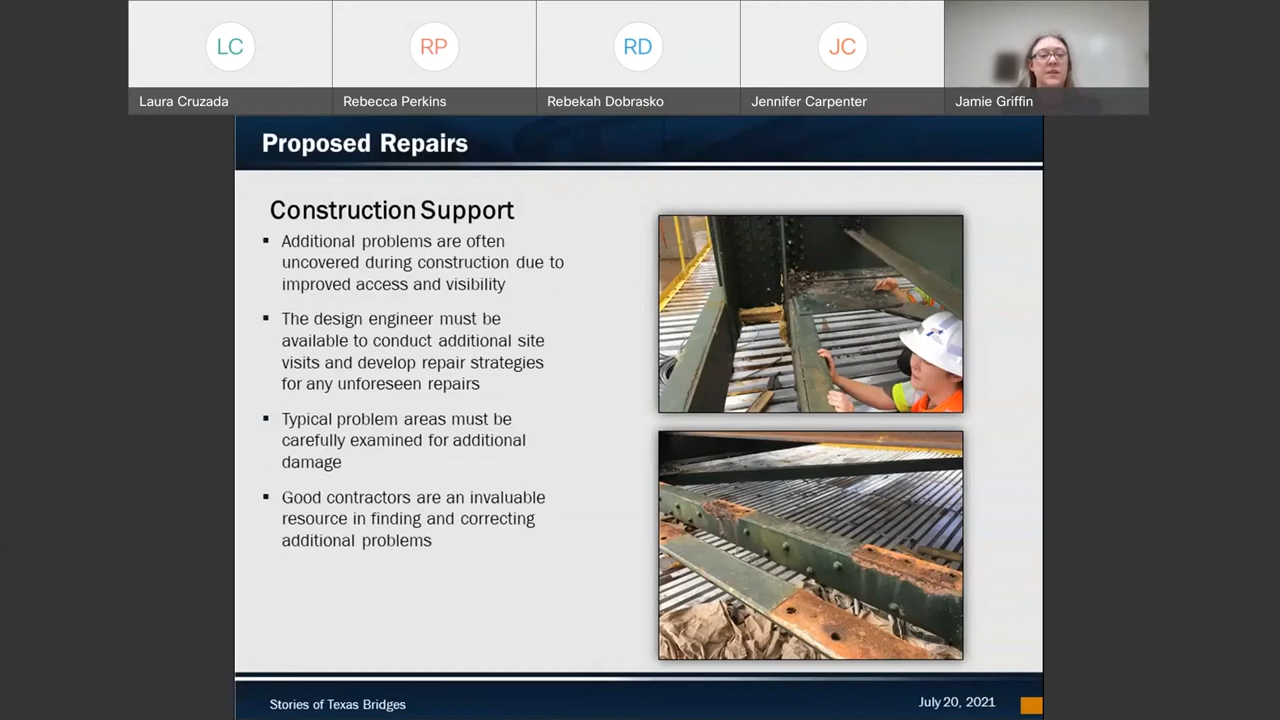 LC
RP
RD
JC
Laura Cruzada
Rebecca Perkins
Rebekah Dobrasko
Jennifer Carpenter
Jamie Griffin
Proposed Repairs
Construction Support
▪ Additional problems are often
uncovered during construction due to
improved access and visibility
▪ The design engineer must be
available to conduct additional site
visits and develop repair strategies
for any unforeseen repairs
▪ Typical problem areas must be
carefully examined for additional
damage
▪ Good contractors are an invaluable
resource in finding and correcting
additional problems
Stories of Texas Bridges
July 20, 2021